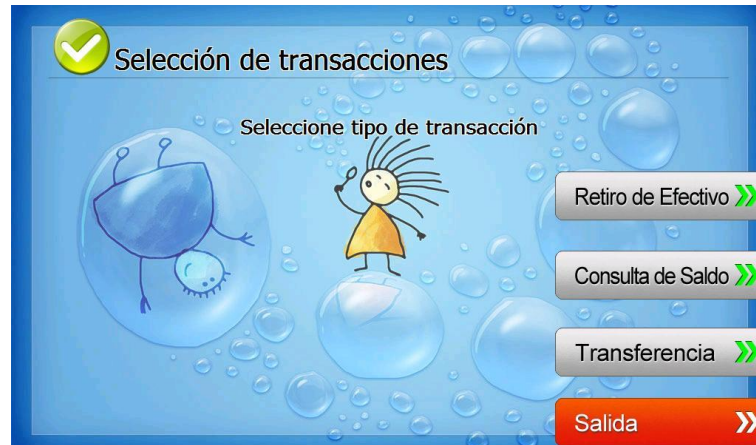 Selección de transacciones
Seleccione tipo de transacción
Retiro de Efectivo
Consulta de Saldo
Transferencia
Salida